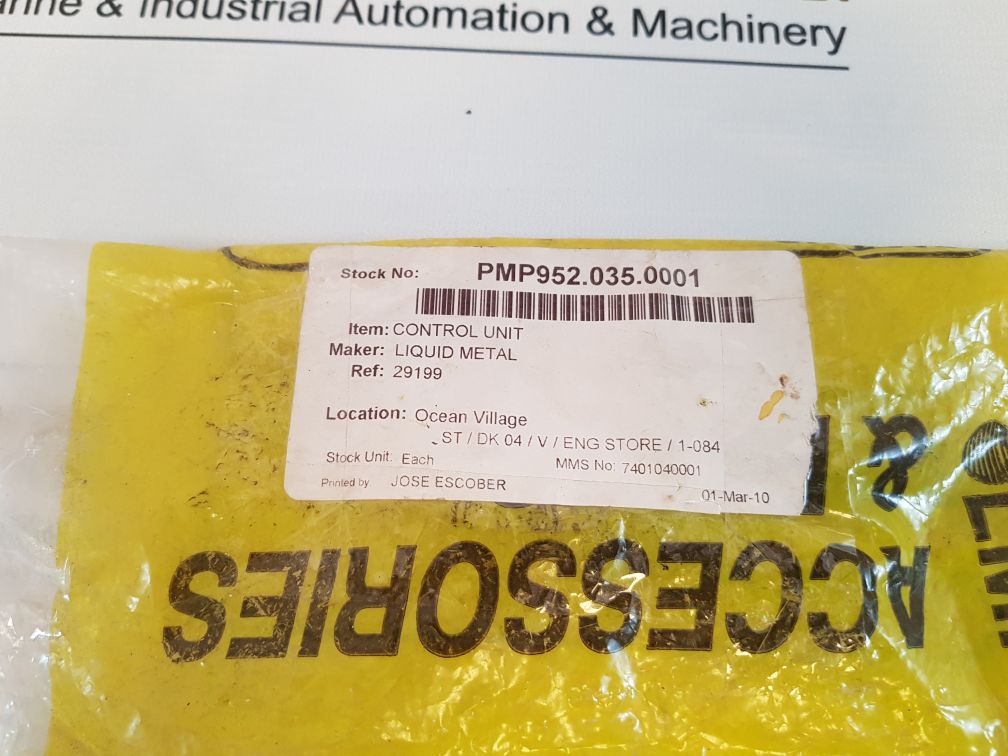 & Industrial Automation & Machinery
Stock No: PMP952.035.0001
Item: CONTROL UNIT
Maker: LIQUID METAL
Ref: 29199
Location: Ocean Village
ST / DK 04 / V / ENG STORE / 1-084
Stock Unit: Each MMS No: 7401040001
Printed by: JOSE ESCOBER 01-Mar-10
&
ACCESSORIES